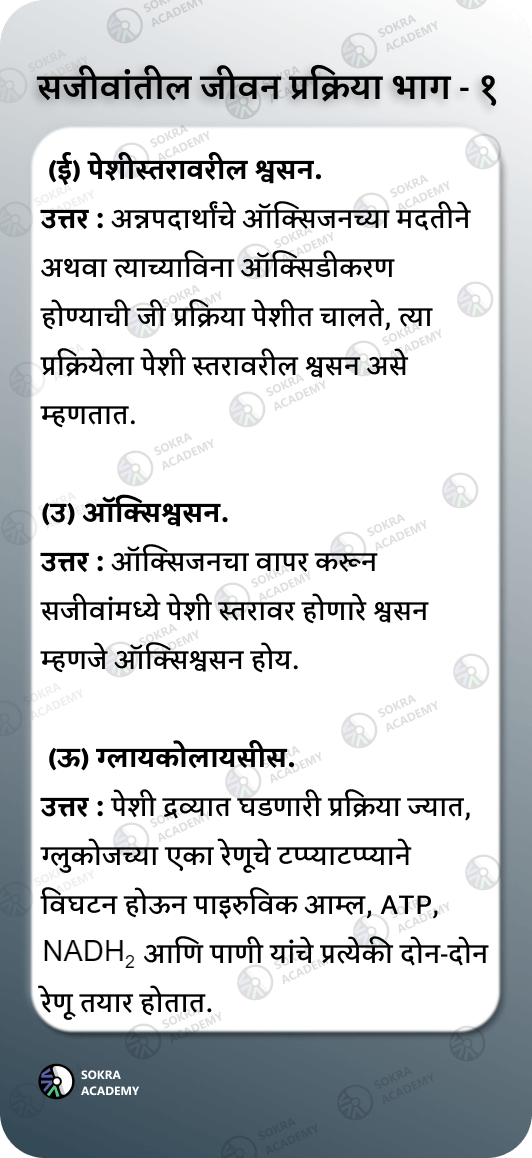 सजीवांतील जीवन प्रक्रिया भाग - १
(ई) पेशीस्तरावरील श्वसन.
उत्तर : अन्नपदार्थांचे ऑक्सिजनच्या मदतीने
अथवा त्याच्याविना ऑक्सिडीकरण
होण्याची जी प्रक्रिया पेशीत चालते, त्या
प्रक्रियेला पेशी स्तरावरील श्वसन असे
म्हणतात.
(उ) ऑक्सिश्वसन.
उत्तर : ऑक्सिजनचा वापर करून
सजीवांमध्ये पेशी स्तरावर होणारे श्वसन
म्हणजे ऑक्सिश्वसन होय.
(ऊ) ग्लायकोलायसीस.
उत्तर : पेशी द्रव्यात घडणारी प्रक्रिया ज्यात,
ग्लुकोजच्या एका रेणूचे टप्प्याटप्प्याने
विघटन होऊन पाइरुविक आम्ल, ATP,
NADH₂ आणि पाणी यांचे प्रत्येकी दोन-दोन
रेणू तयार होतात.
SOKRA
ACADEMY